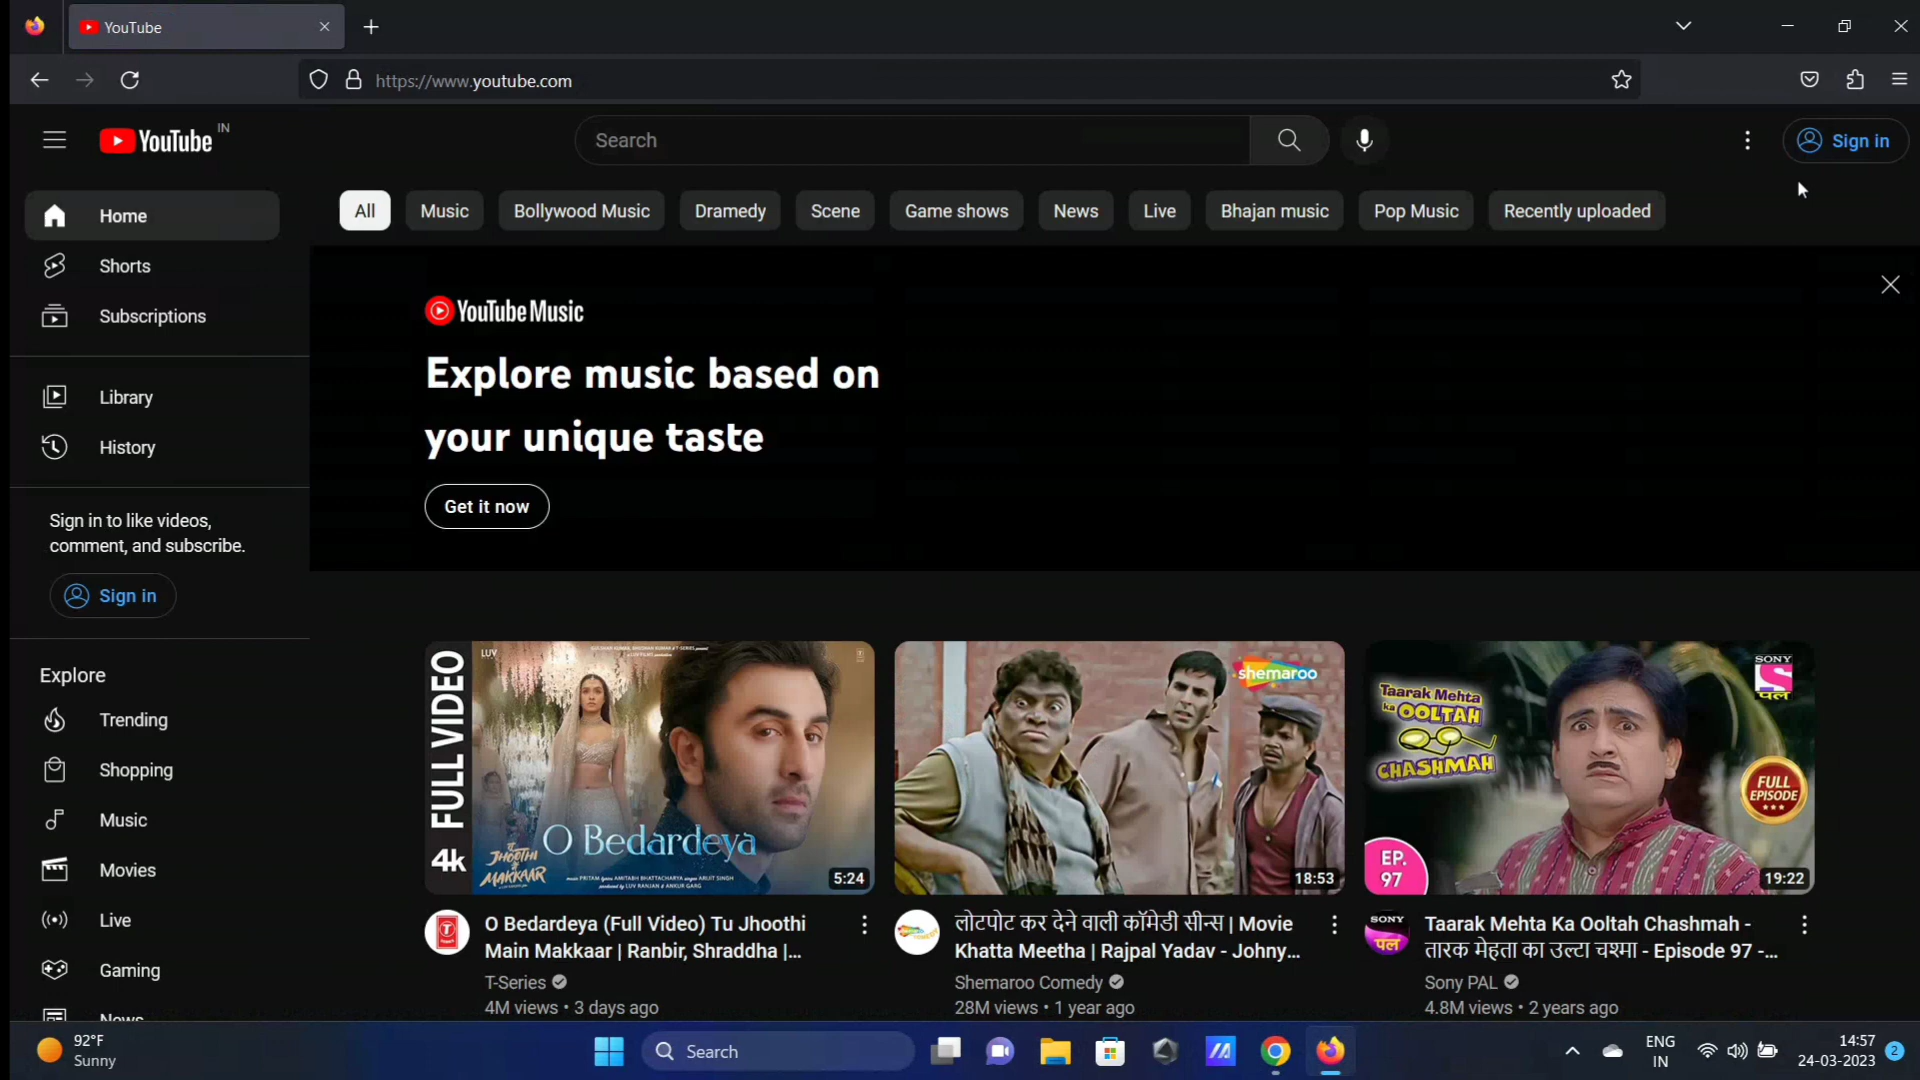 YouTube
https://www.youtube.com
YouTube IN
Search
Sign in
Home
Shorts
Subscriptions
Library
History
Sign in to like videos,
comment, and subscribe.
Sign in
Explore
Trending
Shopping
Music
Movies
Live
Gaming
News
All
Music
Bollywood Music
Dramedy
Scene
Game shows
News
Live
Bhajan music
Pop Music
Recently uploaded
YouTube Music
Explore music based on
your unique taste
Get it now
LUV
FULL VIDEO
4k
JHOOTHI
MAKKAAR
O Bedardeya
5:24
O Bedardeya (Full Video) Tu Jhoothi
Main Makkaar | Ranbir, Shraddha |...
T-Series
4M views • 3 days ago
shemaroo
18:53
लोटपोट कर देने वाली कॉमेडी सीन्स | Movie
Khatta Meetha | Rajpal Yadav - Johny...
Shemaroo Comedy
28M views • 1 year ago
SONY
पल
Taarak Mehta
ka OOLTAH
CHASHMAH
FULL
EPISODE
EP.
97
19:22
SONY
पल
Taarak Mehta Ka Ooltah Chashmah -
तारक मेहता का उल्टा चश्मा - Episode 97 -...
Sony PAL
4.8M views • 2 years ago
92°F
Sunny
Search
ENG
IN
14:57
24-03-2023
2